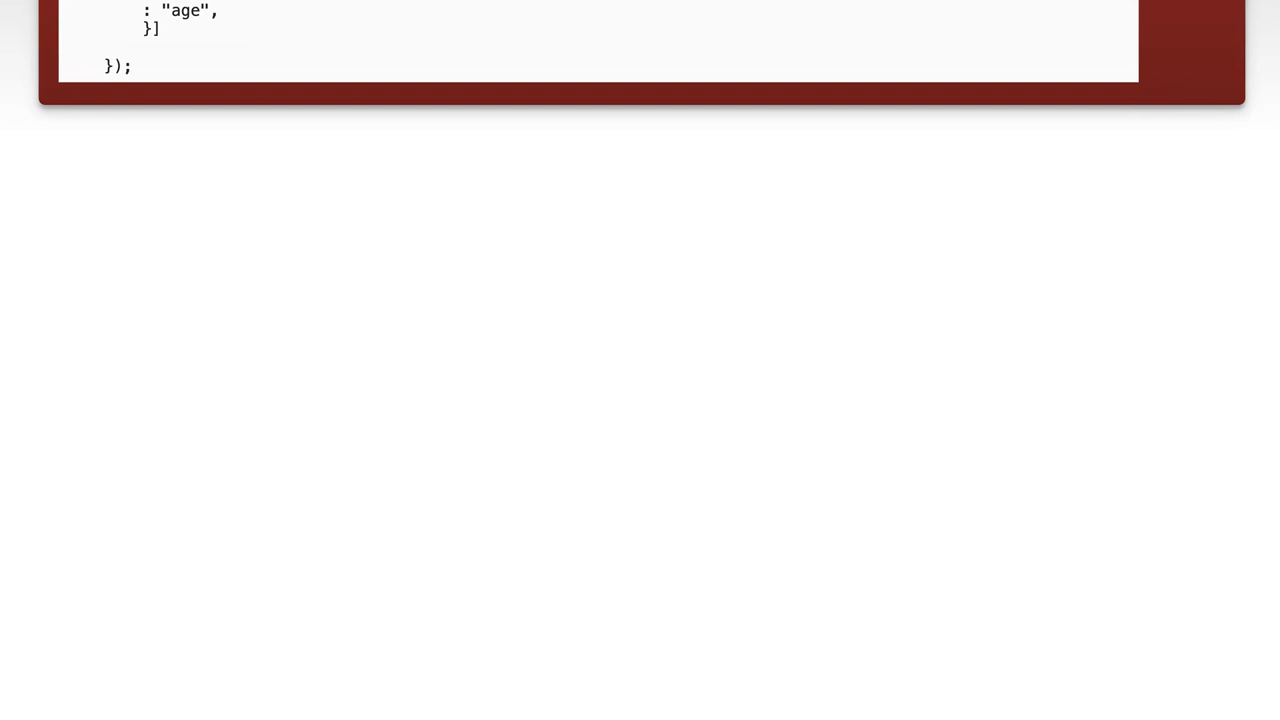 : "age",
}]
});